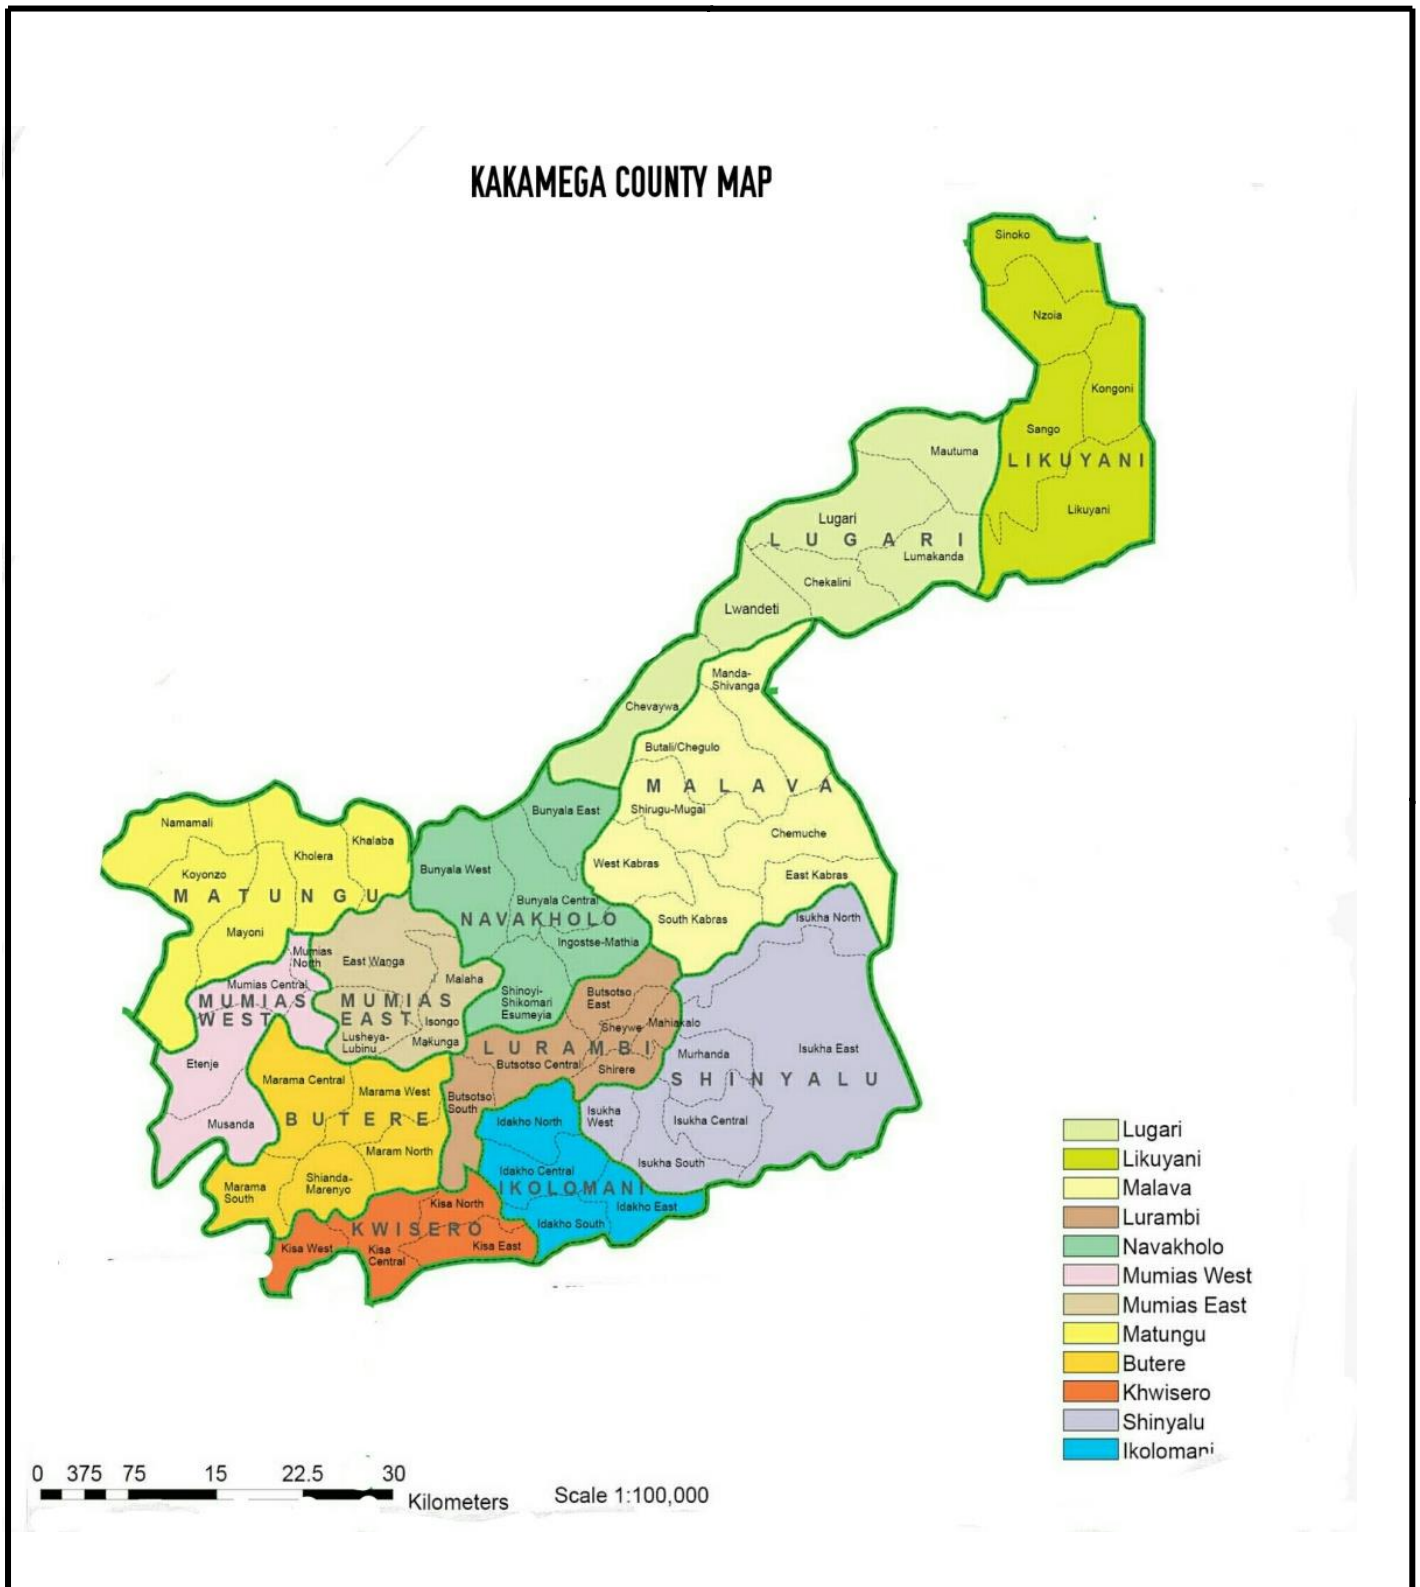 KAKAMEGA COUNTY MAP
Sinoko
Nzoia
Kongoni
Sango
LIKUYANI
Likuyani
Mautuma
Lugari
LUGARI
Lumakanda
Chekalini
Lwandeti
Manda-
Shivanga
Chevaywa
Butali/Chegulo
MALAVA
Shirugu-Mugai
Chemuche
West Kabras
East Kabras
South Kabras
Bunyala East
Bunyala West
Bunyala Central
NAVAKHOLO
Ingostse-Mathia
Shinoyi-
Shikomari
Esumeyia
Namamali
Khalaba
Kholera
Koyonzo
MATUNGU
Mayoni
Mumias
North
Mumias Central
MUMIAS
WEST
Etenje
Musanda
East Wanga
Malaha
MUMIAS
EAST
Isongo
Lusheya-
Lubinu
Makunga
Butsotso
East
Sheywe
Mahiakalo
LURAMBI
Butsotso Central
Shirere
Butsotso
South
Isukha North
Isukha East
Murhanda
SHINYALU
Isukha
West
Isukha Central
Isukha South
Marama Central
Marama West
BUTERE
Maram North
Shianda-
Marenyo
Marama
South
Idakho North
Idakho Central
IKOLOMANI
Idakho East
Idakho South
Kisa North
KWISERO
Kisa West
Kisa
Central
Kisa East
Lugari
Likuyani
Malava
Lurambi
Navakholo
Mumias West
Mumias East
Matungu
Butere
Khwisero
Shinyalu
Ikolomani
0 375 75 15 22.5 30
Kilometers
Scale 1:100,000